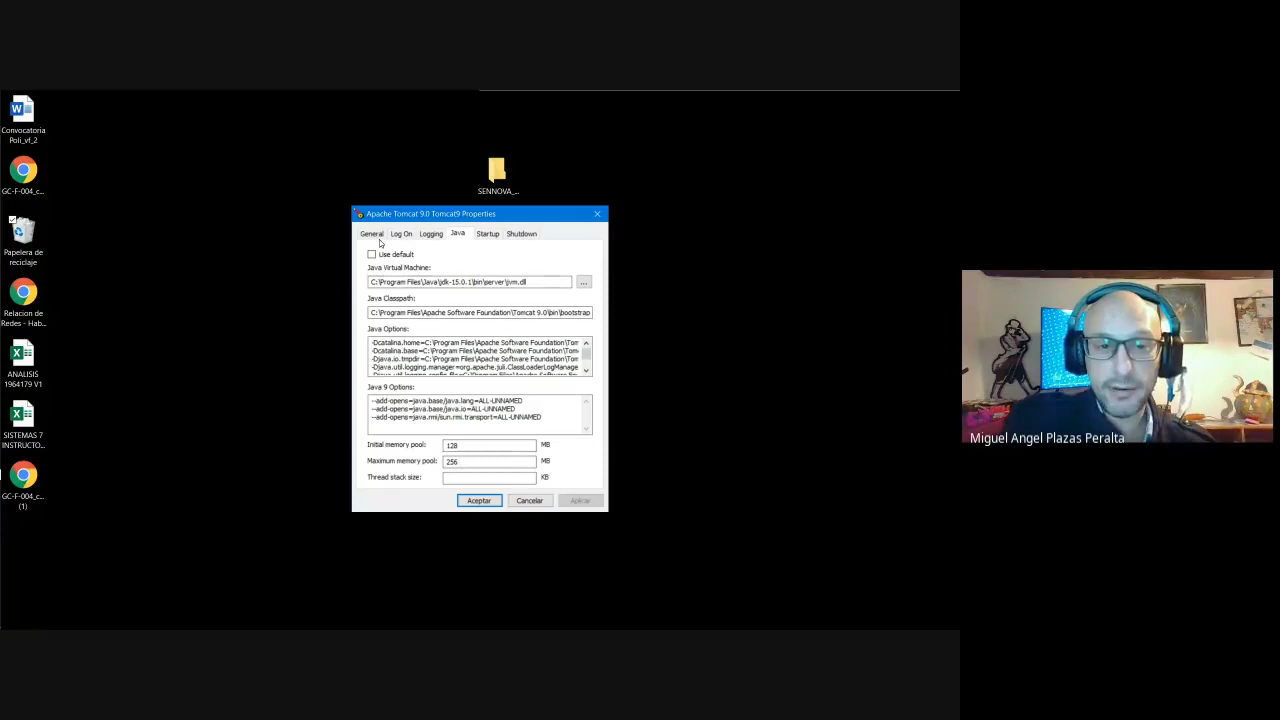 Convocatoria
Poli_vf_2
GC-F-004_c...
Papelera de
reciclaje
Relacion de
Redes - Hab...
ANALISIS
1964179 V1
SISTEMAS 7
INSTRUCTO...
GC-F-004_c...
(1)
SENNOVA_...
Apache Tomcat 9.0 Tomcat9 Properties
General Log On Logging Java Startup Shutdown
Use default
Java Virtual Machine:
C:\Program Files\Java\jdk-15.0.1\bin\server\jvm.dll
...
Java Classpath:
C:\Program Files\Apache Software Foundation\Tomcat 9.0\bin\bootstrap
Java Options:
-Dcatalina.home=C:\Program Files\Apache Software Foundation\Tom
-Dcatalina.base=C:\Program Files\Apache Software Foundation\Tom
-Djava.io.tmpdir=C:\Program Files\Apache Software Foundation\Tom
-Djava.util.logging.manager=org.apache.juli.ClassLoaderLogManage
Java 9 Options:
--add-opens=java.base/java.lang=ALL-UNNAMED
--add-opens=java.base/java.io=ALL-UNNAMED
--add-opens=java.rmi/sun.rmi.transport=ALL-UNNAMED
Initial memory pool: 128 MB
Maximum memory pool: 256 MB
Thread stack size: KB
Aceptar Cancelar Aplicar
Miguel Angel Plazas Peralta